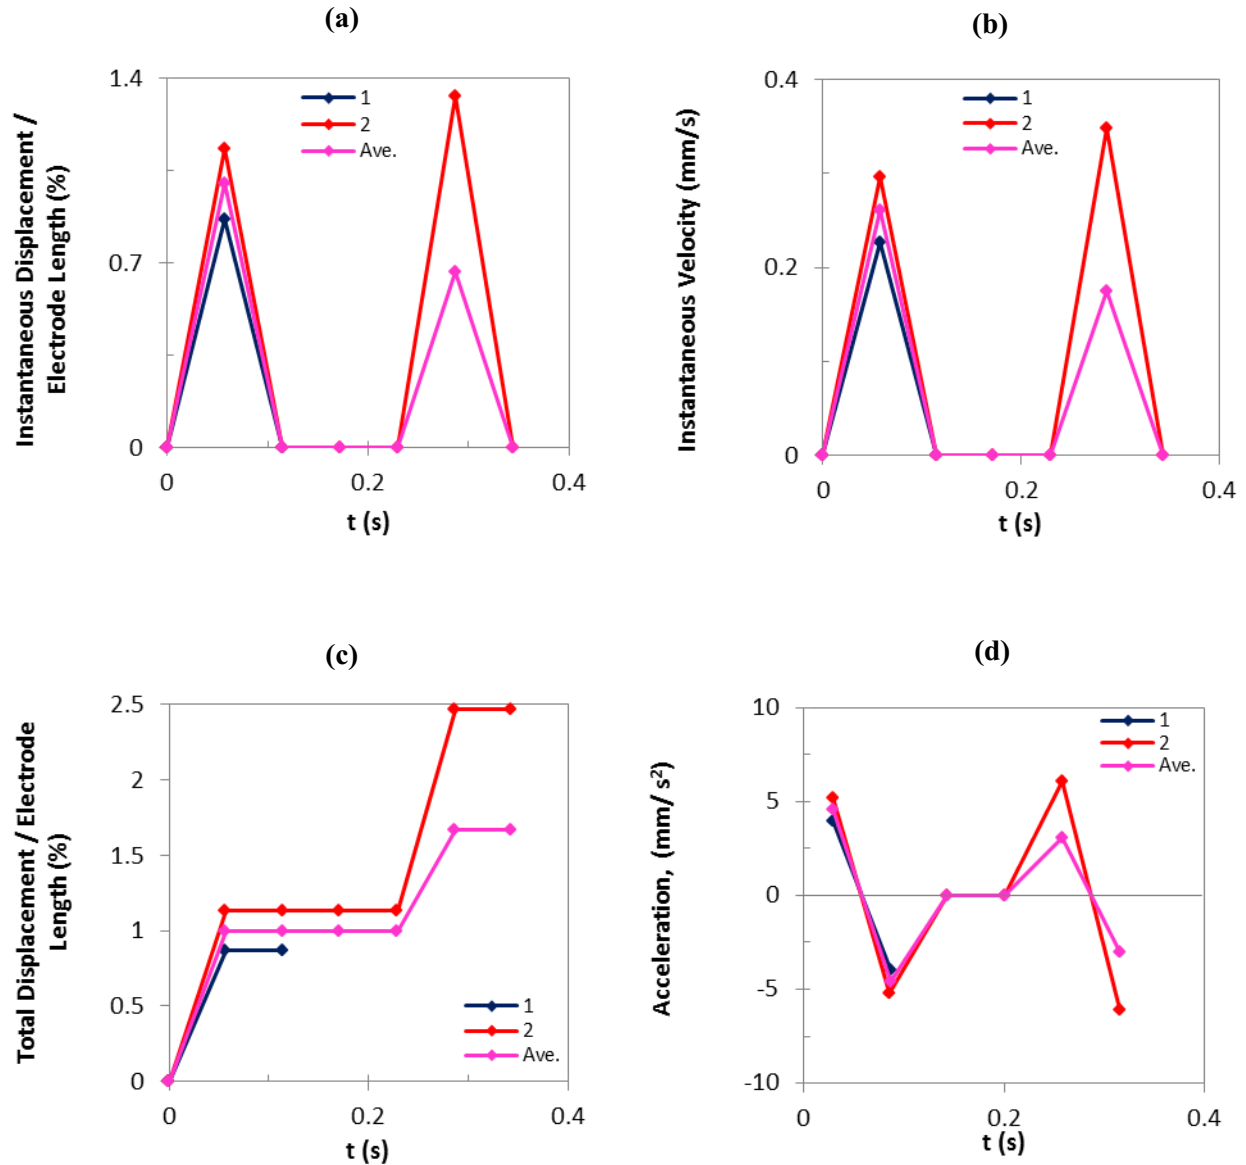 (a)
Instantaneous Displacement /
Electrode Length (%)
1.4
0.7
0
1
2
Ave.
0
0.2
0.4
t (s)
(b)
Instantaneous Velocity (mm/s)
0.4
0.2
0
1
2
Ave.
0
0.2
0.4
t (s)
(c)
Total Displacement / Electrode
Length (%)
2.5
2
1.5
1
0.5
0
1
2
Ave.
0
0.2
0.4
t (s)
(d)
Acceleration, (mm/ s²)
10
5
0
-5
-10
1
2
Ave.
0
0.2
0.4
t (s)